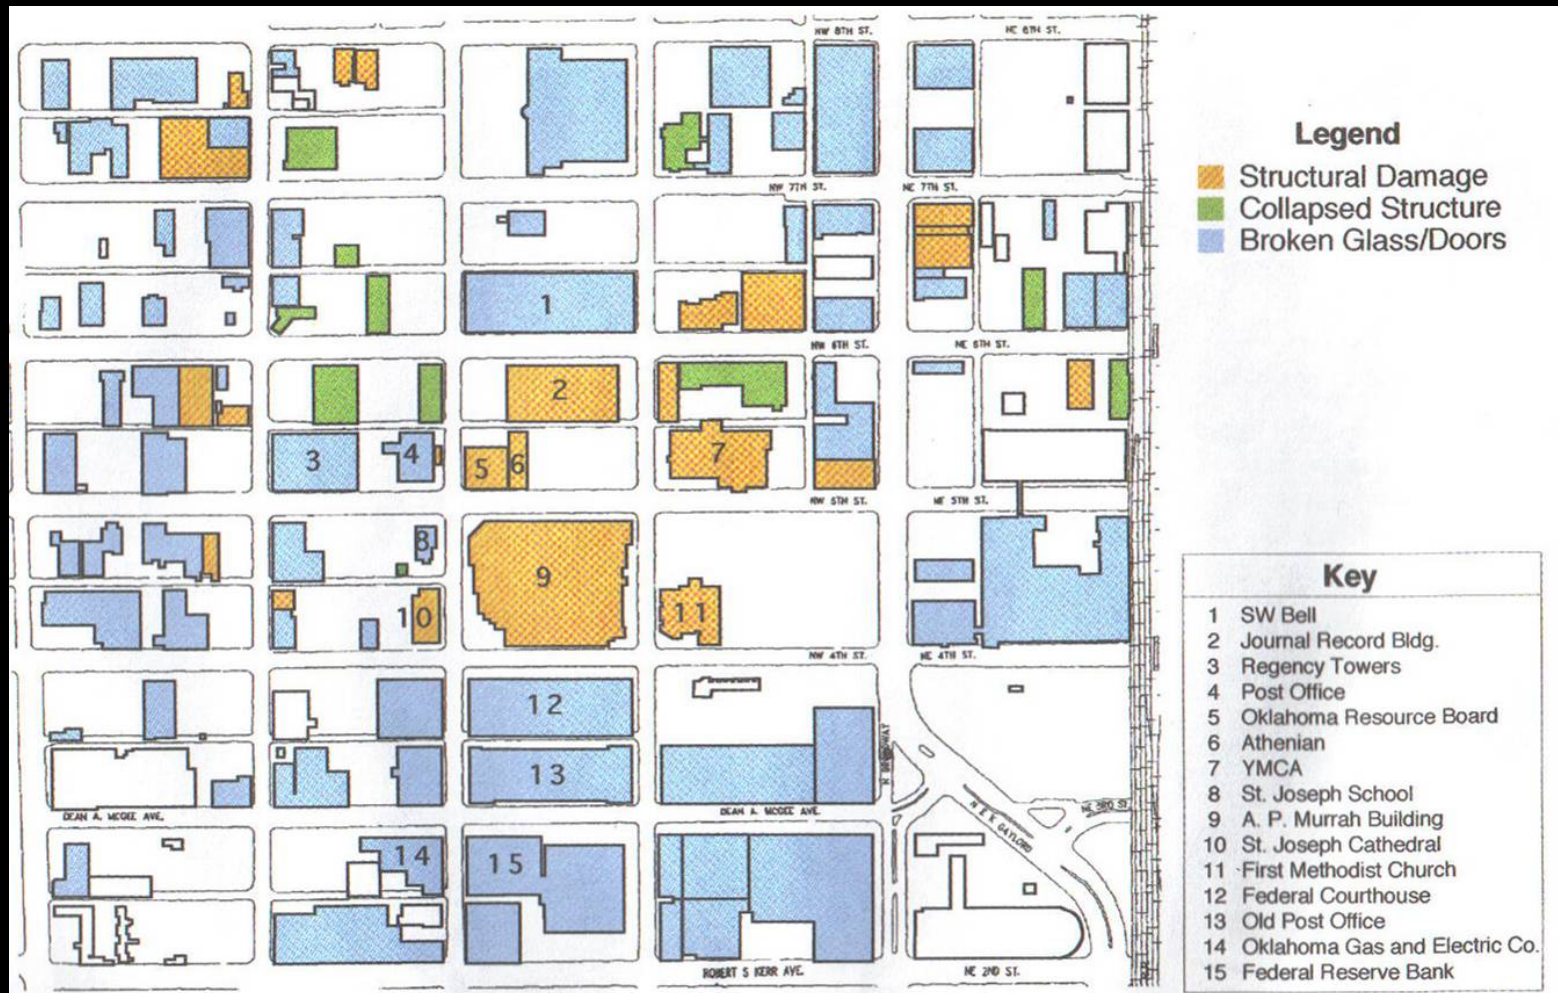 NW 8TH ST.
NE 8TH ST.
NW 7TH ST.
NE 7TH ST.
1
NW 6TH ST.
NE 6TH ST.
2
3
4
5
6
7
NW 5TH ST.
NE 5TH ST.
8
9
10
11
NW 4TH ST.
NE 4TH ST.
12
N BROADWAY
13
DEAN A. MCGEE AVE.
DEAN A. MCGEE AVE.
NE 3RD ST.
N E K GAYLORD
14
15
ROBERT S KERR AVE.
NE 2ND ST.
Legend
Structural Damage
Collapsed Structure
Broken Glass/Doors
Key
1 SW Bell
2 Journal Record Bldg.
3 Regency Towers
4 Post Office
5 Oklahoma Resource Board
6 Athenian
7 YMCA
8 St. Joseph School
9 A. P. Murrah Building
10 St. Joseph Cathedral
11 First Methodist Church
12 Federal Courthouse
13 Old Post Office
14 Oklahoma Gas and Electric Co.
15 Federal Reserve Bank